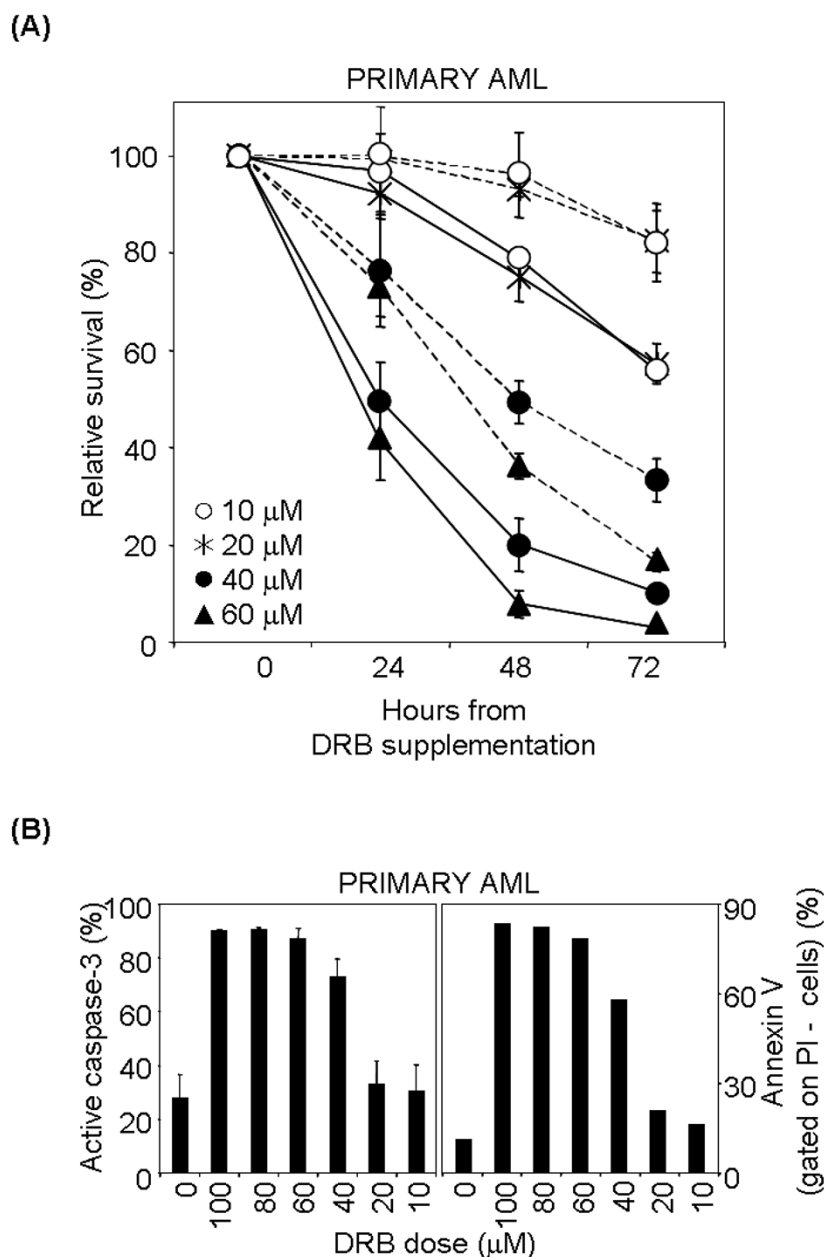 (A)
PRIMARY AML
Relative survival (%)
100
80
60
40
20
0
10 μM
20 μM
40 μM
60 μM
0 24 48 72
Hours from
DRB supplementation
(B)
PRIMARY AML
Active caspase-3 (%)
100
80
60
40
20
0
90
60
30
0
Annexin V
(gated on PI - cells) (%)
0 100 80 60 40 20 10 0 100 80 60 40 20 10
DRB dose (μM)